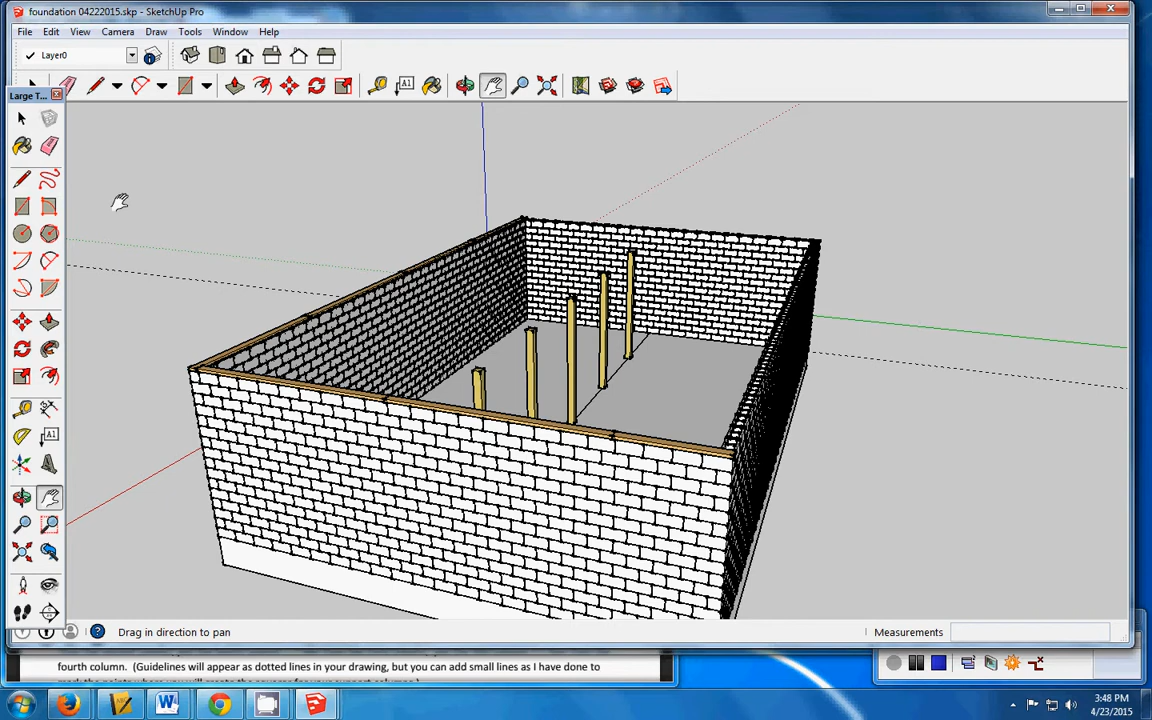 foundation 04222015.skp - SketchUp Pro
File Edit View Camera Draw Tools Window Help
Layer0
A1
Large T...
A1
Drag in direction to pan
Measurements
fourth column. (Guidelines will appear as dotted lines in your drawing, but you can add small lines as I have done to
3:48 PM
4/23/2015